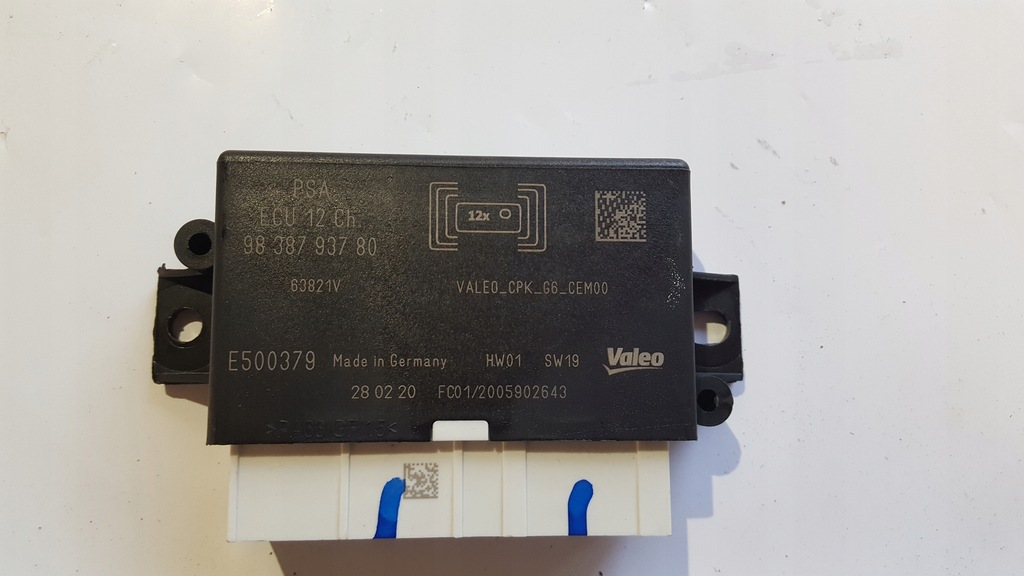 PSA
ECU 12 Ch.
98 387 937 80
63821V
12x
VALEO_CPK_G6_CEM00
E500379 Made in Germany HW01 SW19 Valeo
28 02 20 FC01/2005902643